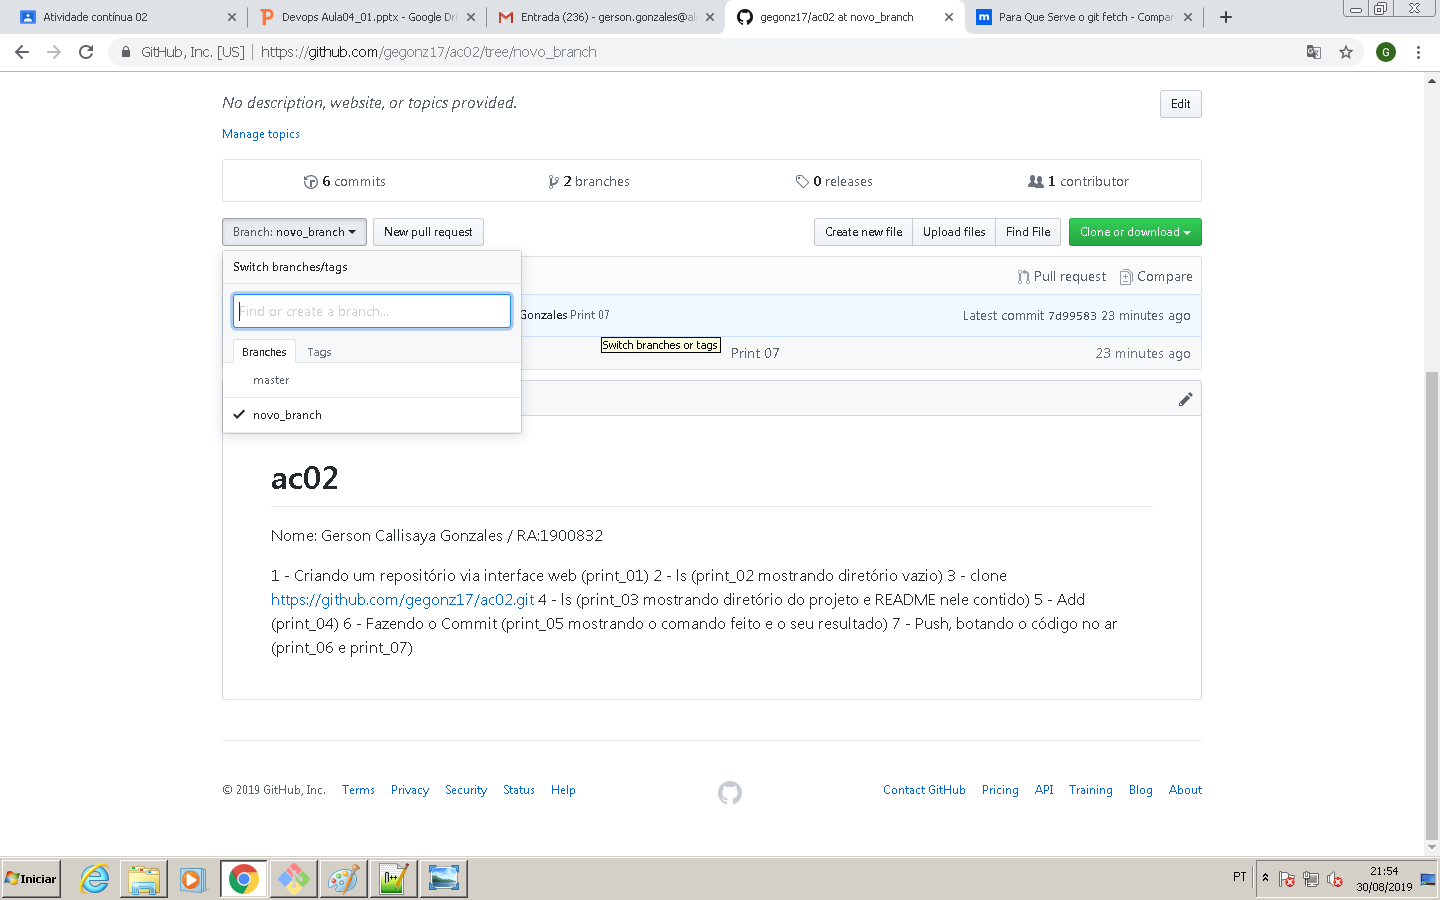 Atividade contínua 02
Devops Aula04_01.pptx - Google Dri
Entrada (236) - gerson.gonzales@al
gegonz17/ac02 at novo_branch
Para Que Serve o git fetch - Compar
GitHub, Inc. [US] | https://github.com/gegonz17/ac02/tree/novo_branch
G
No description, website, or topics provided.
Edit
Manage topics
6 commits
2 branches
0 releases
1 contributor
Branch: novo_branch
New pull request
Create new file
Upload files
Find File
Clone or download
Switch branches/tags
Pull request
Compare
Find or create a branch...
Gonzales Print 07
Latest commit 7d99583 23 minutes ago
Switch branches or tags
Branches
Tags
Print 07
23 minutes ago
master
novo_branch
ac02
Nome: Gerson Callisaya Gonzales / RA:1900832
1 - Criando um repositório via interface web (print_01) 2 - ls (print_02 mostrando diretório vazio) 3 - clone
https://github.com/gegonz17/ac02.git 4 - ls (print_03 mostrando diretório do projeto e README nele contido) 5 - Add
(print_04) 6 - Fazendo o Commit (print_05 mostrando o comando feito e o seu resultado) 7 - Push, botando o código no ar
(print_06 e print_07)
© 2019 GitHub, Inc.
Terms
Privacy
Security
Status
Help
Contact GitHub
Pricing
API
Training
Blog
About
Iniciar
PT
21:54
30/08/2019